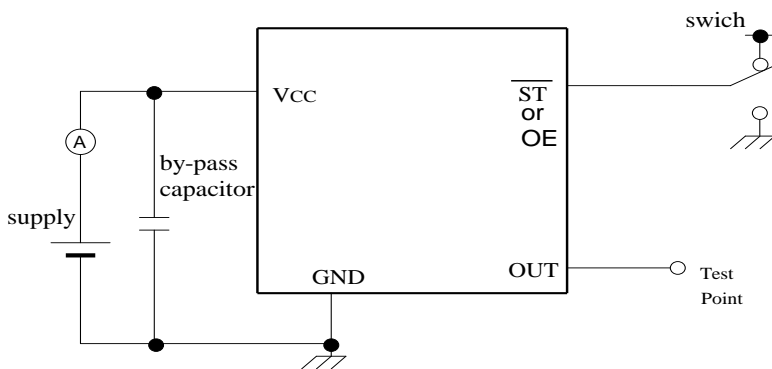 swich
VCC
ST
or
OE
A
by-pass
capacitor
supply
GND
OUT
Test
Point